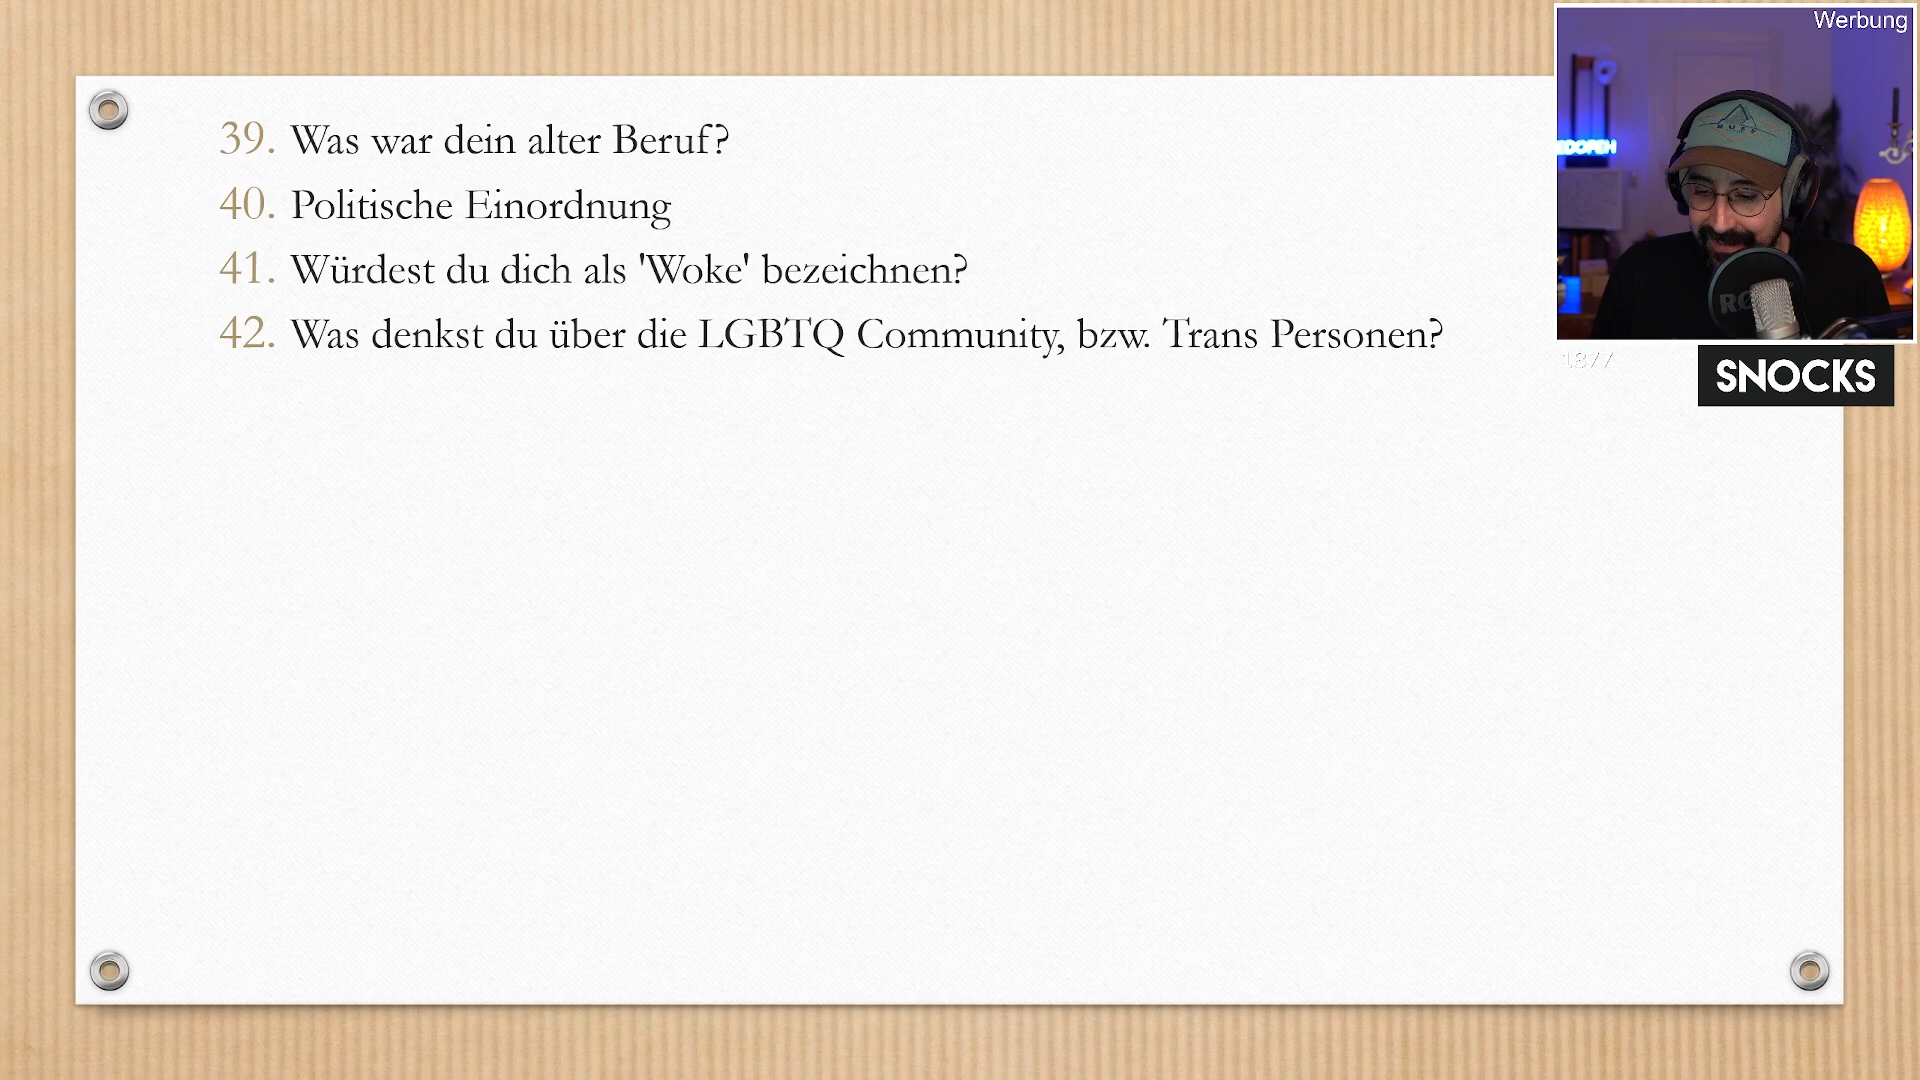 Werbung
39. Was war dein alter Beruf?
40. Politische Einordnung
41. Würdest du dich als 'Woke' bezeichnen?
42. Was denkst du über die LGBTQ Community, bzw. Trans Personen?
1877
SNOCKS